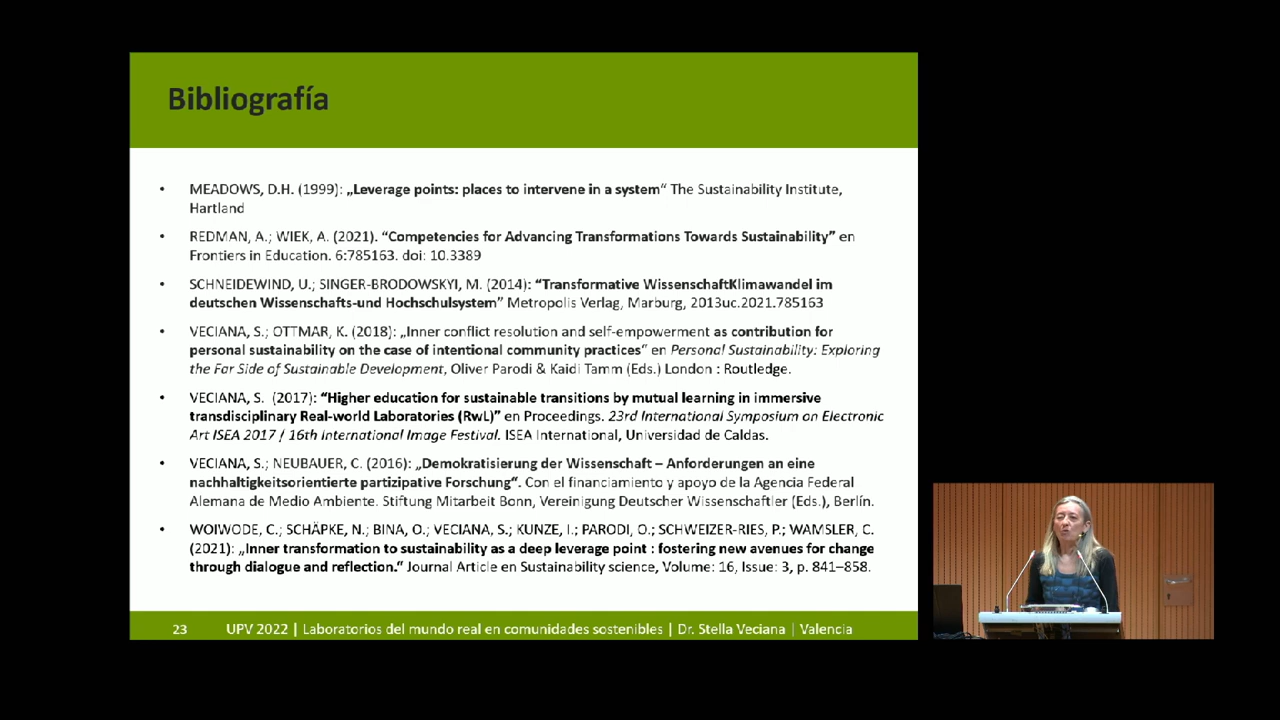 Bibliografía
• MEADOWS, D.H. (1999): „Leverage points: places to intervene in a system“ The Sustainability Institute,
Hartland
• REDMAN, A.; WIEK, A. (2021). “Competencies for Advancing Transformations Towards Sustainability” en
Frontiers in Education. 6:785163. doi: 10.3389
• SCHNEIDEWIND, U.; SINGER-BRODOWSKYI, M. (2014): “Transformative WissenschaftKlimawandel im
deutschen Wissenschafts-und Hochschulsystem” Metropolis Verlag, Marburg, 2013uc.2021.785163
• VECIANA, S.; OTTMAR, K. (2018): „Inner conflict resolution and self-empowerment as contribution for
personal sustainability on the case of intentional community practices“ en Personal Sustainability: Exploring
the Far Side of Sustainable Development, Oliver Parodi & Kaidi Tamm (Eds.) London : Routledge.
• VECIANA, S. (2017): “Higher education for sustainable transitions by mutual learning in immersive
transdisciplinary Real-world Laboratories (RwL)” en Proceedings. 23rd International Symposium on Electronic
Art ISEA 2017 / 16th International Image Festival. ISEA International, Universidad de Caldas.
• VECIANA, S.; NEUBAUER, C. (2016): „Demokratisierung der Wissenschaft – Anforderungen an eine
nachhaltigkeitsorientierte partizipative Forschung“. Con el financiamiento y apoyo de la Agencia Federal
Alemana de Medio Ambiente. Stiftung Mitarbeit Bonn, Vereinigung Deutscher Wissenschaftler (Eds.), Berlín.
• WOIWODE, C.; SCHÄPKE, N.; BINA, O.; VECIANA, S.; KUNZE, I.; PARODI, O.; SCHWEIZER-RIES, P.; WAMSLER, C.
(2021): „Inner transformation to sustainability as a deep leverage point : fostering new avenues for change
through dialogue and reflection.“ Journal Article en Sustainability science, Volume: 16, Issue: 3, p. 841–858.
23 UPV 2022 | Laboratorios del mundo real en comunidades sostenibles | Dr. Stella Veciana | Valencia